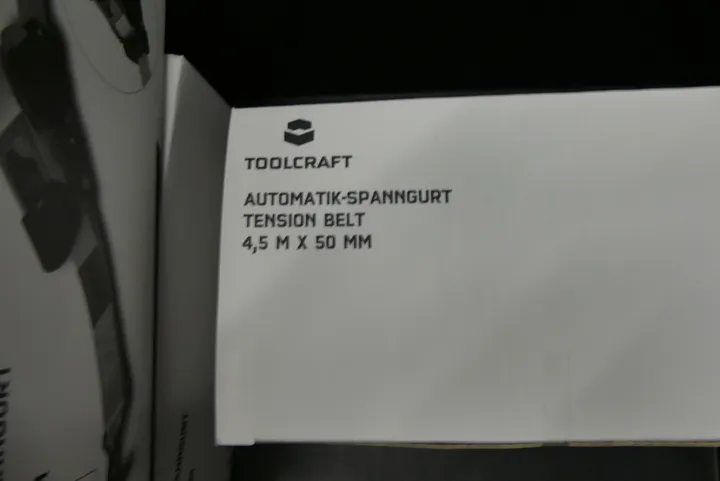 TOOLCRAFT
AUTOMATIK-SPANNGURT
TENSION BELT
4,5 M X 50 MM